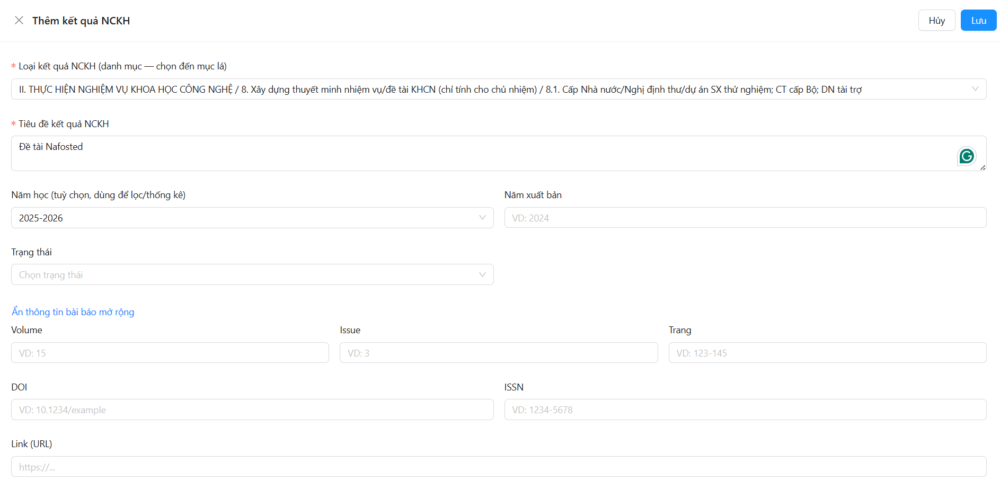 Thêm kết quả NCKH
Hủy
Lưu
* Loại kết quả NCKH (danh mục — chọn đến mục lá)
II. THỰC HIỆN NGHIỆM VỤ KHOA HỌC CÔNG NGHỆ / 8. Xây dựng thuyết minh nhiệm vụ/đề tài KHCN (chỉ tính cho chủ nhiệm) / 8.1. Cấp Nhà nước/Nghị định thư/dự án SX thử nghiệm; CT cấp Bộ; DN tài trợ
* Tiêu đề kết quả NCKH
Đề tài Nafosted
Năm học (tuỳ chọn, dùng để lọc/thống kê)
Năm xuất bản
2025-2026
VD: 2024
Trạng thái
Chọn trạng thái
Ẩn thông tin bài báo mở rộng
Volume
Issue
Trang
VD: 15
VD: 3
VD: 123-145
DOI
ISSN
VD: 10.1234/example
VD: 1234-5678
Link (URL)
https://...